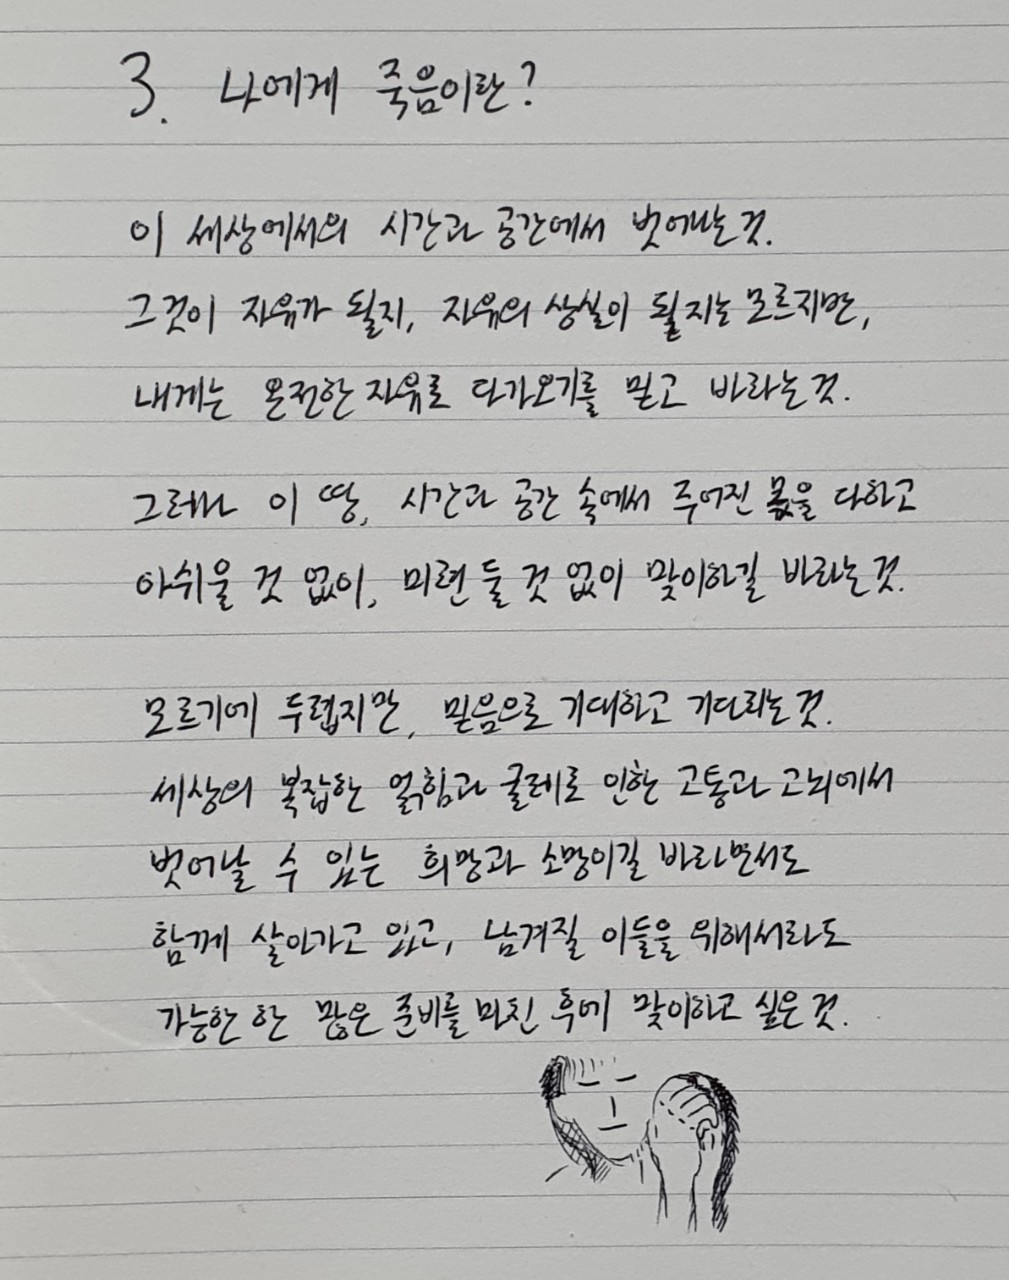 3. 나에게 죽음이란?
이 세상에서의 시간과 공간에서 벗어나는것.
그것이 자유가 될지, 자유의 상실이 될지는 모르지만,
내게는 온전한 자유로 다가오기를 믿고 바라는것.
그러나 이 땅, 시간과 공간 속에서 주어진 몫을 다하고
아쉬울 것 없이, 미련 둘 것 없이 맞이하길 바라는것.
모르기에 두렵지만, 믿음으로 기대하고 기다리는것.
세상의 복잡한 얽힘과 굴레로 인한 고통과 고뇌에서
벗어날 수 있는 희망과 소망이길 바라면서도
함께 살아가고 있고, 남겨질 이들을 위해서라도
가능한 한 많은 준비를 마친 후에 맞이하고 싶은것.